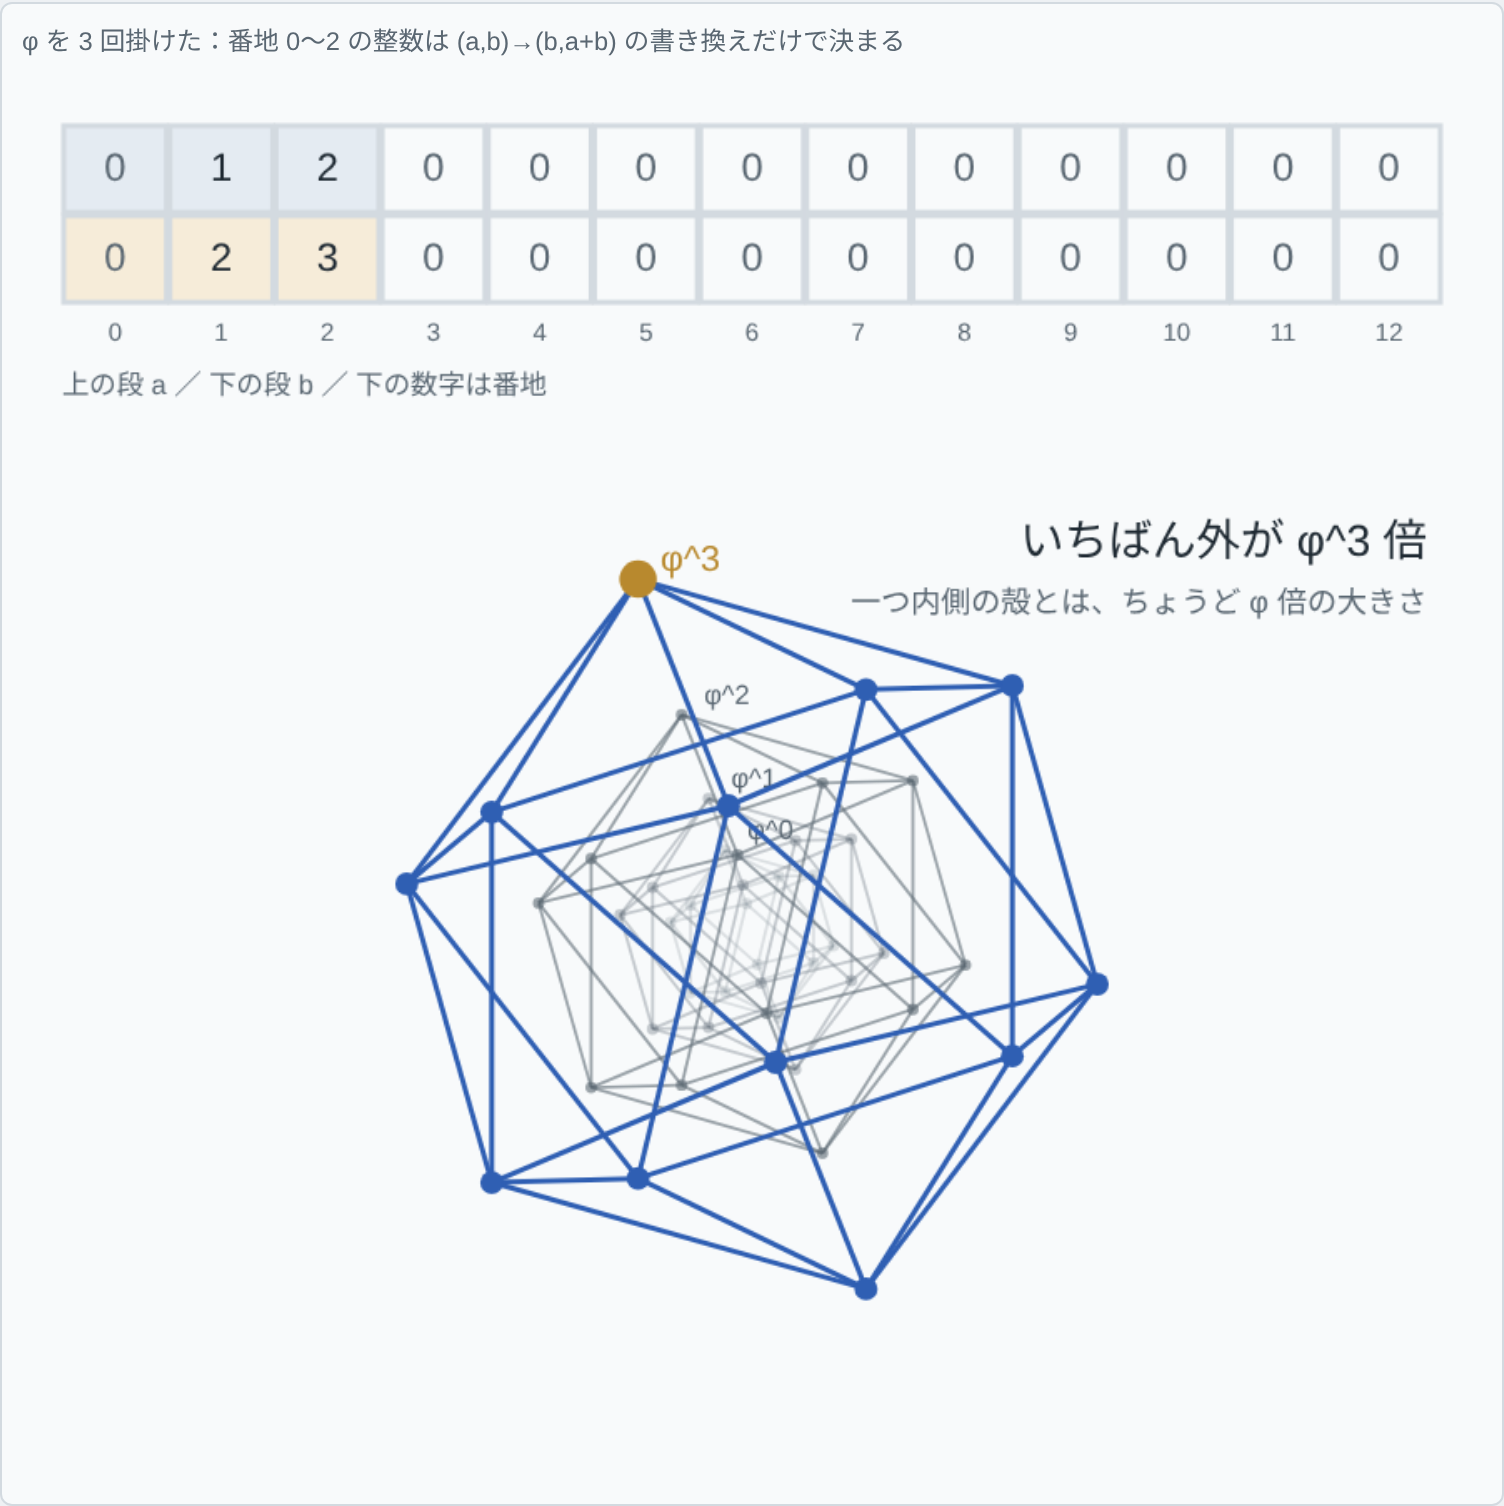 φ を 3 回掛けた：番地 0〜2 の整数は (a,b)→(b,a+b) の書き換えだけで決まる
0 1 2 0 0 0 0 0 0 0 0 0 0
0 2 3 0 0 0 0 0 0 0 0 0 0
0 1 2 3 4 5 6 7 8 9 10 11 12
上の段 a ／ 下の段 b ／ 下の数字は番地
いちばん外が φ^3 倍
φ^3
一つ内側の殻とは、ちょうど φ 倍の大きさ
φ^2
φ^1
φ^0